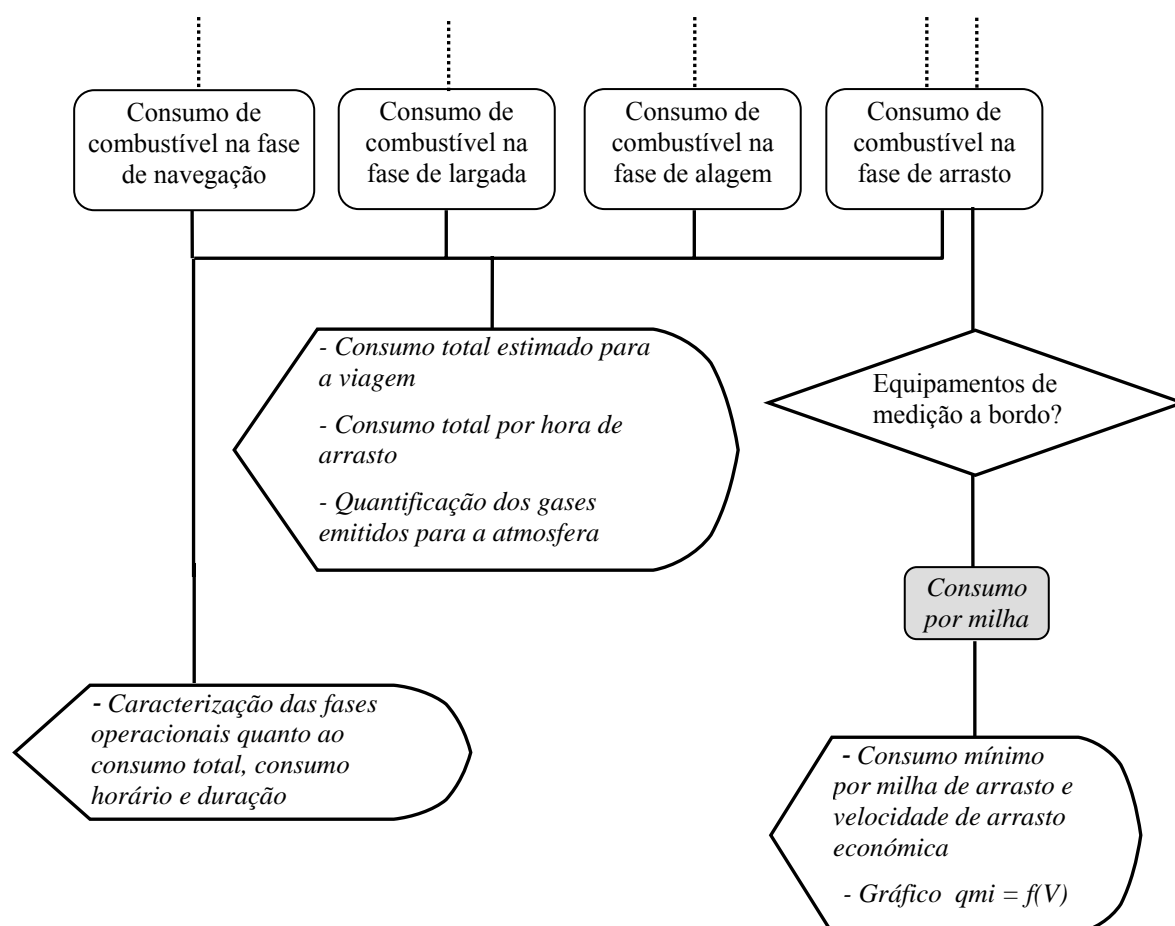 Consumo de
combustível na fase
de navegação
Consumo de
combustível na
fase de largada
Consumo de
combustível na
fase de alagem
Consumo de
combustível na
fase de arrasto
- Consumo total estimado para
a viagem
- Consumo total por hora de
arrasto
- Quantificação dos gases
emitidos para a atmosfera
Equipamentos de
medição a bordo?
Consumo
por milha
- Caracterização das fases
operacionais quanto ao
consumo total, consumo
horário e duração
- Consumo mínimo
por milha de arrasto e
velocidade de arrasto
económica
- Gráfico qmi = f(V)